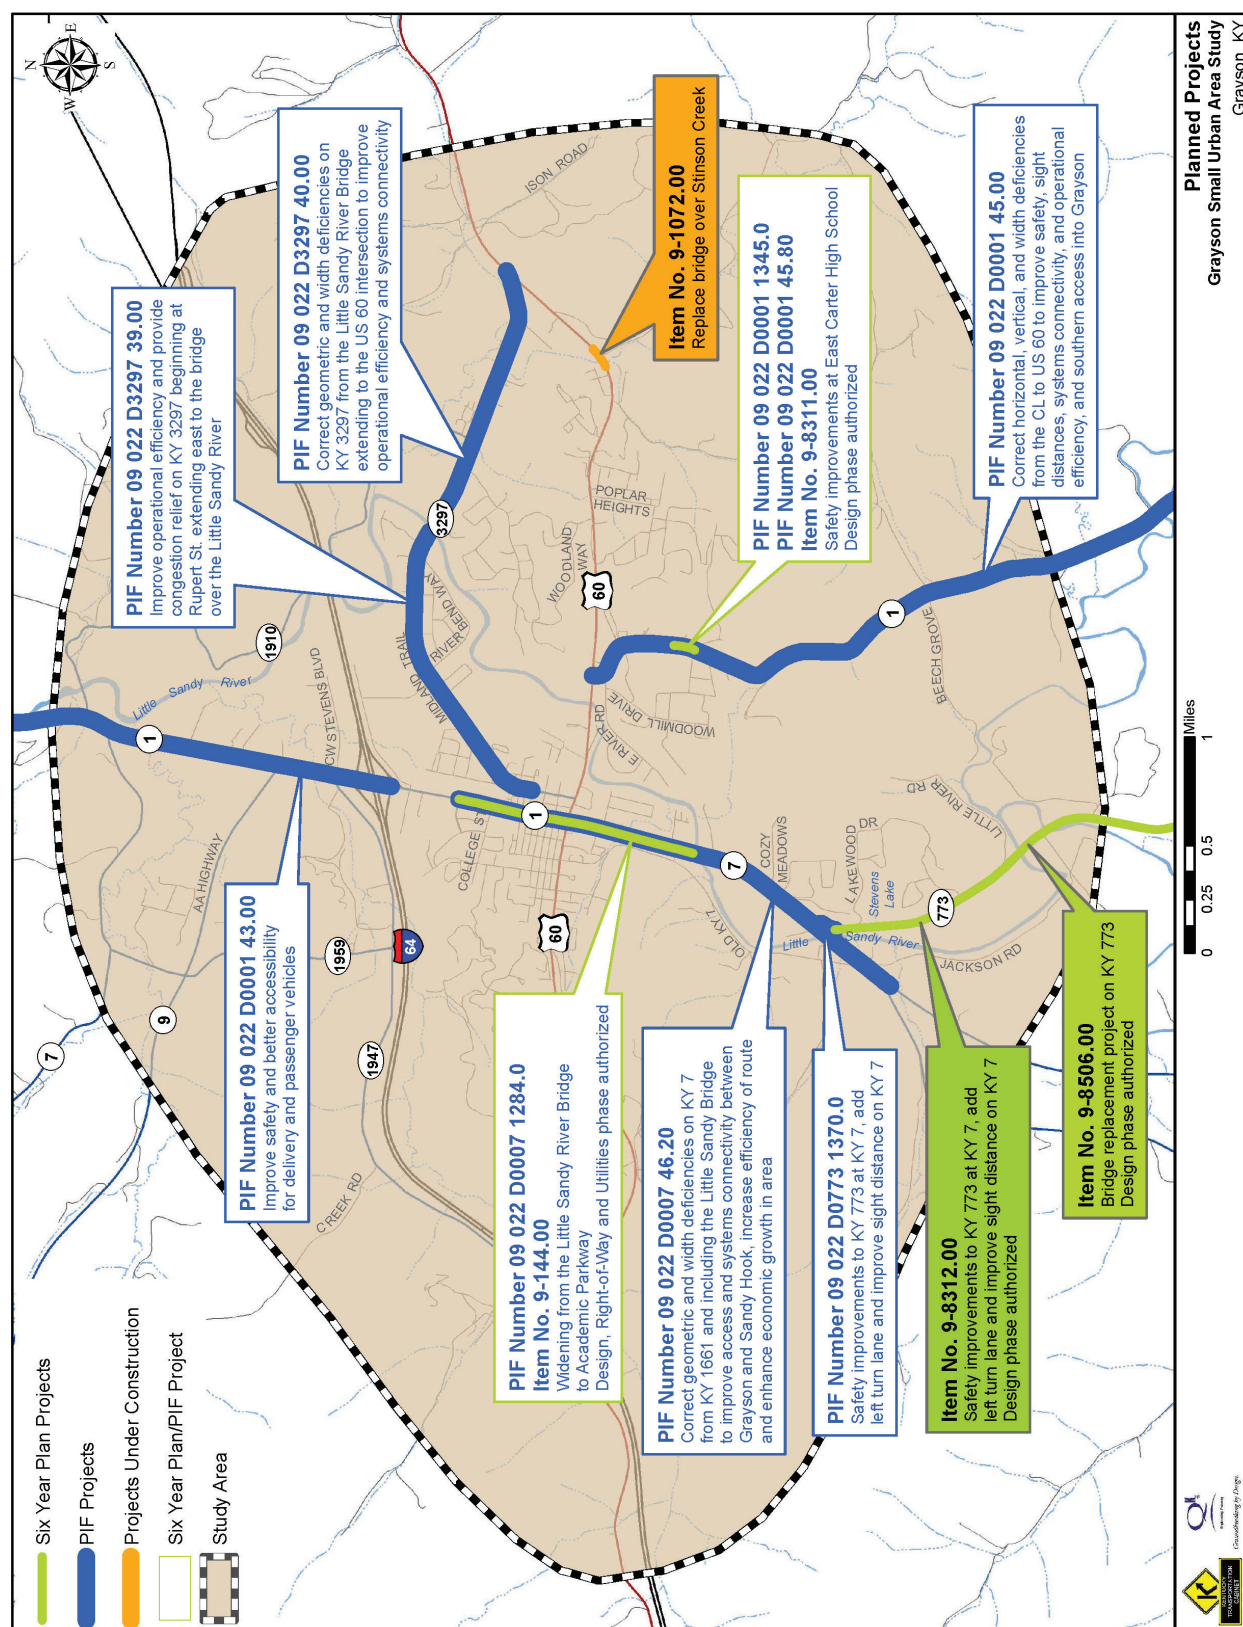 Six Year Plan Projects
PIF Projects
Projects Under Construction
Six Year Plan/PIF Project
Study Area
N
E
S
W
PIF Number 09 022 D0001 43.00
Improve safety and better accessibility
for delivery and passenger vehicles
PIF Number 09 022 D3297 39.00
Improve operational efficiency and provide
congestion relief on KY 3297 beginning at
Rupert St. extending east to the bridge
over the Little Sandy River
PIF Number 09 022 D3297 40.00
Correct geometric and width deficiencies on
KY 3297 from the Little Sandy River Bridge
extending to the US 60 intersection to improve
operational efficiency and systems connectivity
Item No. 9-1072.00
Replace bridge over Stinson Creek
PIF Number 09 022 D0001 1345.0
PIF Number 09 022 D0001 45.80
Item No. 9-8311.00
Safety improvements at East Carter High School
Design phase authorized
PIF Number 09 022 D0001 45.00
Correct horizontal, vertical, and width deficiencies
from the CL to US 60 to improve safety, sight
distances, systems connectivity, and operational
efficiency, and southern access into Grayson
PIF Number 09 022 D0007 1284.0
Item No. 9-144.00
Widening from the Little Sandy River Bridge
to Academic Parkway
Design, Right-of-Way and Utilities phase authorized
PIF Number 09 022 D0007 46.20
Correct geometric and width deficiencies on KY 7
from KY 1661 and including the Little Sandy Bridge
to improve access and systems connectivity between
Grayson and Sandy Hook, increase efficiency of route
and enhance economic growth in area
PIF Number 09 022 D0773 1370.0
Safety improvements to KY 773 at KY 7, add
left turn lane and improve sight distance on KY 7
Item No. 9-8312.00
Safety improvements to KY 773 at KY 7, add
left turn lane and improve sight distance on KY 7
Design phase authorized
Item No. 9-8506.00
Bridge replacement project on KY 773
Design phase authorized
7
9
1959
1947
64
CREEK RD
AA HIGHWAY
1
Little Sandy River
1910
CW STEVENS BLVD
MIDLAND TRAIL
RIVER BEND WAY
3297
ISON ROAD
COLLEGE ST
1
60
60
WOODLAND
WAY
POPLAR
HEIGHTS
E RIVER RD
WOODMILL DRIVE
1
BEECH GROVE
7
OLD KY 7
COZY
MEADOWS
LAKEWOOD DR
Stevens
Lake
Little Sandy River
773
JACKSON RD
LITTLE RIVER RD
0
0.25
0.5
1
Miles
Planned Projects
Grayson Small Urban Area Study
Grayson, KY
KENTUCKY
TRANSPORTATION
CABINET